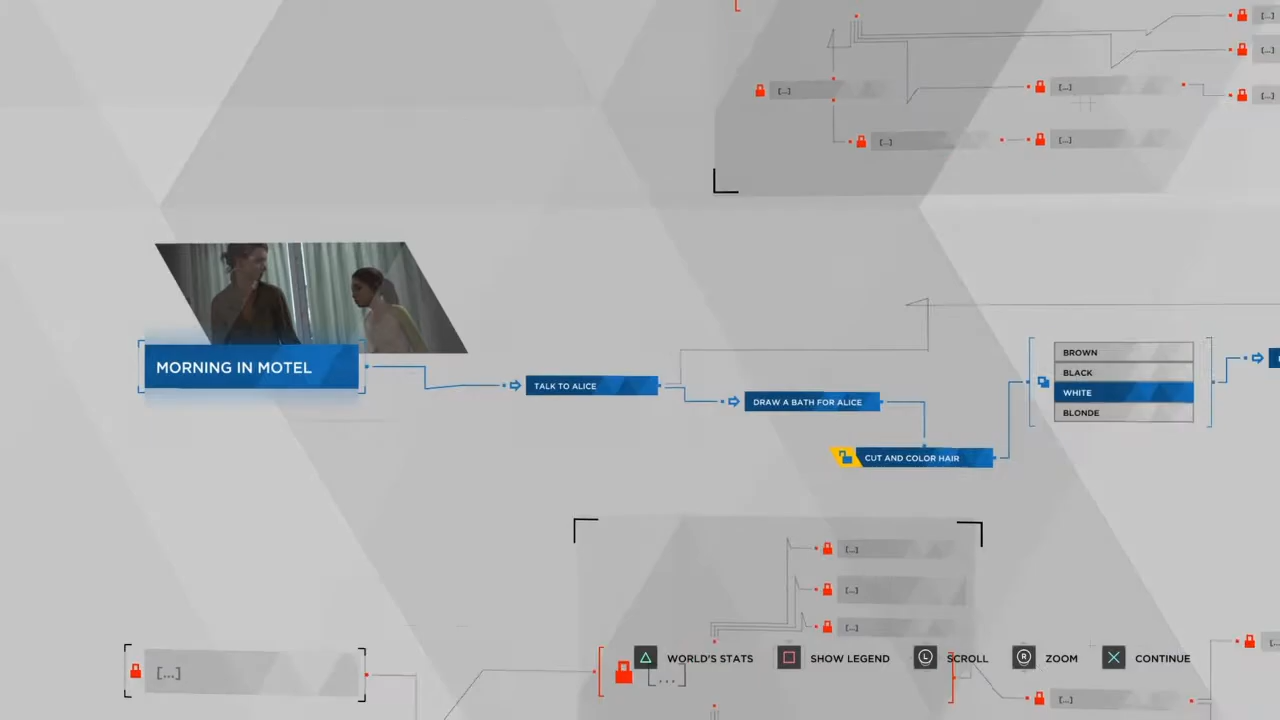 [...]
[...]
[...]
[...]
[...]
[...]
[...]
BROWN
BLACK
WHITE
BLONDE
MORNING IN MOTEL
TALK TO ALICE
DRAW A BATH FOR ALICE
CUT AND COLOR HAIR
[...]
[...]
[...]
[...]
[...]
[...]
△ WORLD'S STATS □ SHOW LEGEND L SCROLL R ZOOM X CONTINUE